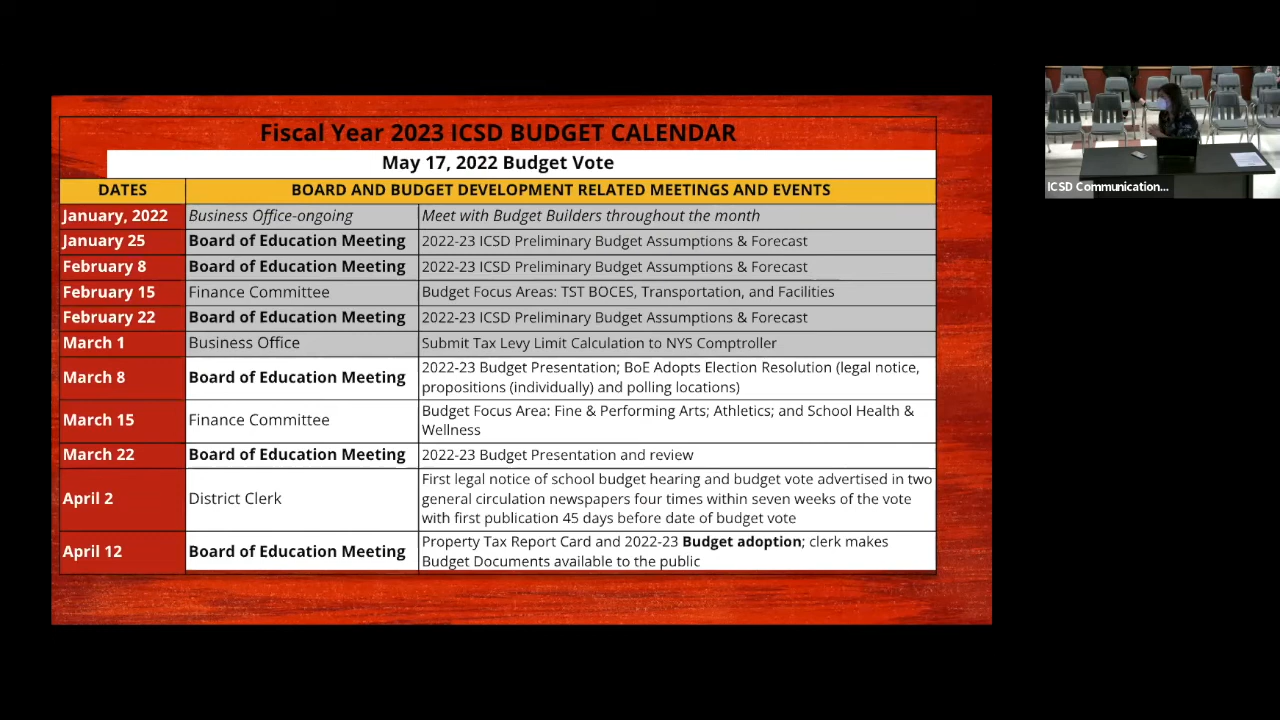 Fiscal Year 2023 ICSD BUDGET CALENDAR
May 17, 2022 Budget Vote
DATES BOARD AND BUDGET DEVELOPMENT RELATED MEETINGS AND EVENTS
January, 2022 Business Office-ongoing Meet with Budget Builders throughout the month
January 25 Board of Education Meeting 2022-23 ICSD Preliminary Budget Assumptions & Forecast
February 8 Board of Education Meeting 2022-23 ICSD Preliminary Budget Assumptions & Forecast
February 15 Finance Committee Budget Focus Areas: TST BOCES, Transportation, and Facilities
February 22 Board of Education Meeting 2022-23 ICSD Preliminary Budget Assumptions & Forecast
March 1 Business Office Submit Tax Levy Limit Calculation to NYS Comptroller
March 8 Board of Education Meeting 2022-23 Budget Presentation; BoE Adopts Election Resolution (legal notice,
propositions (individually) and polling locations)
March 15 Finance Committee Budget Focus Area: Fine & Performing Arts; Athletics; and School Health &
Wellness
March 22 Board of Education Meeting 2022-23 Budget Presentation and review
April 2 District Clerk First legal notice of school budget hearing and budget vote advertised in two
general circulation newspapers four times within seven weeks of the vote
with first publication 45 days before date of budget vote
April 12 Board of Education Meeting Property Tax Report Card and 2022-23 Budget adoption; clerk makes
Budget Documents available to the public
ICSD Communication...